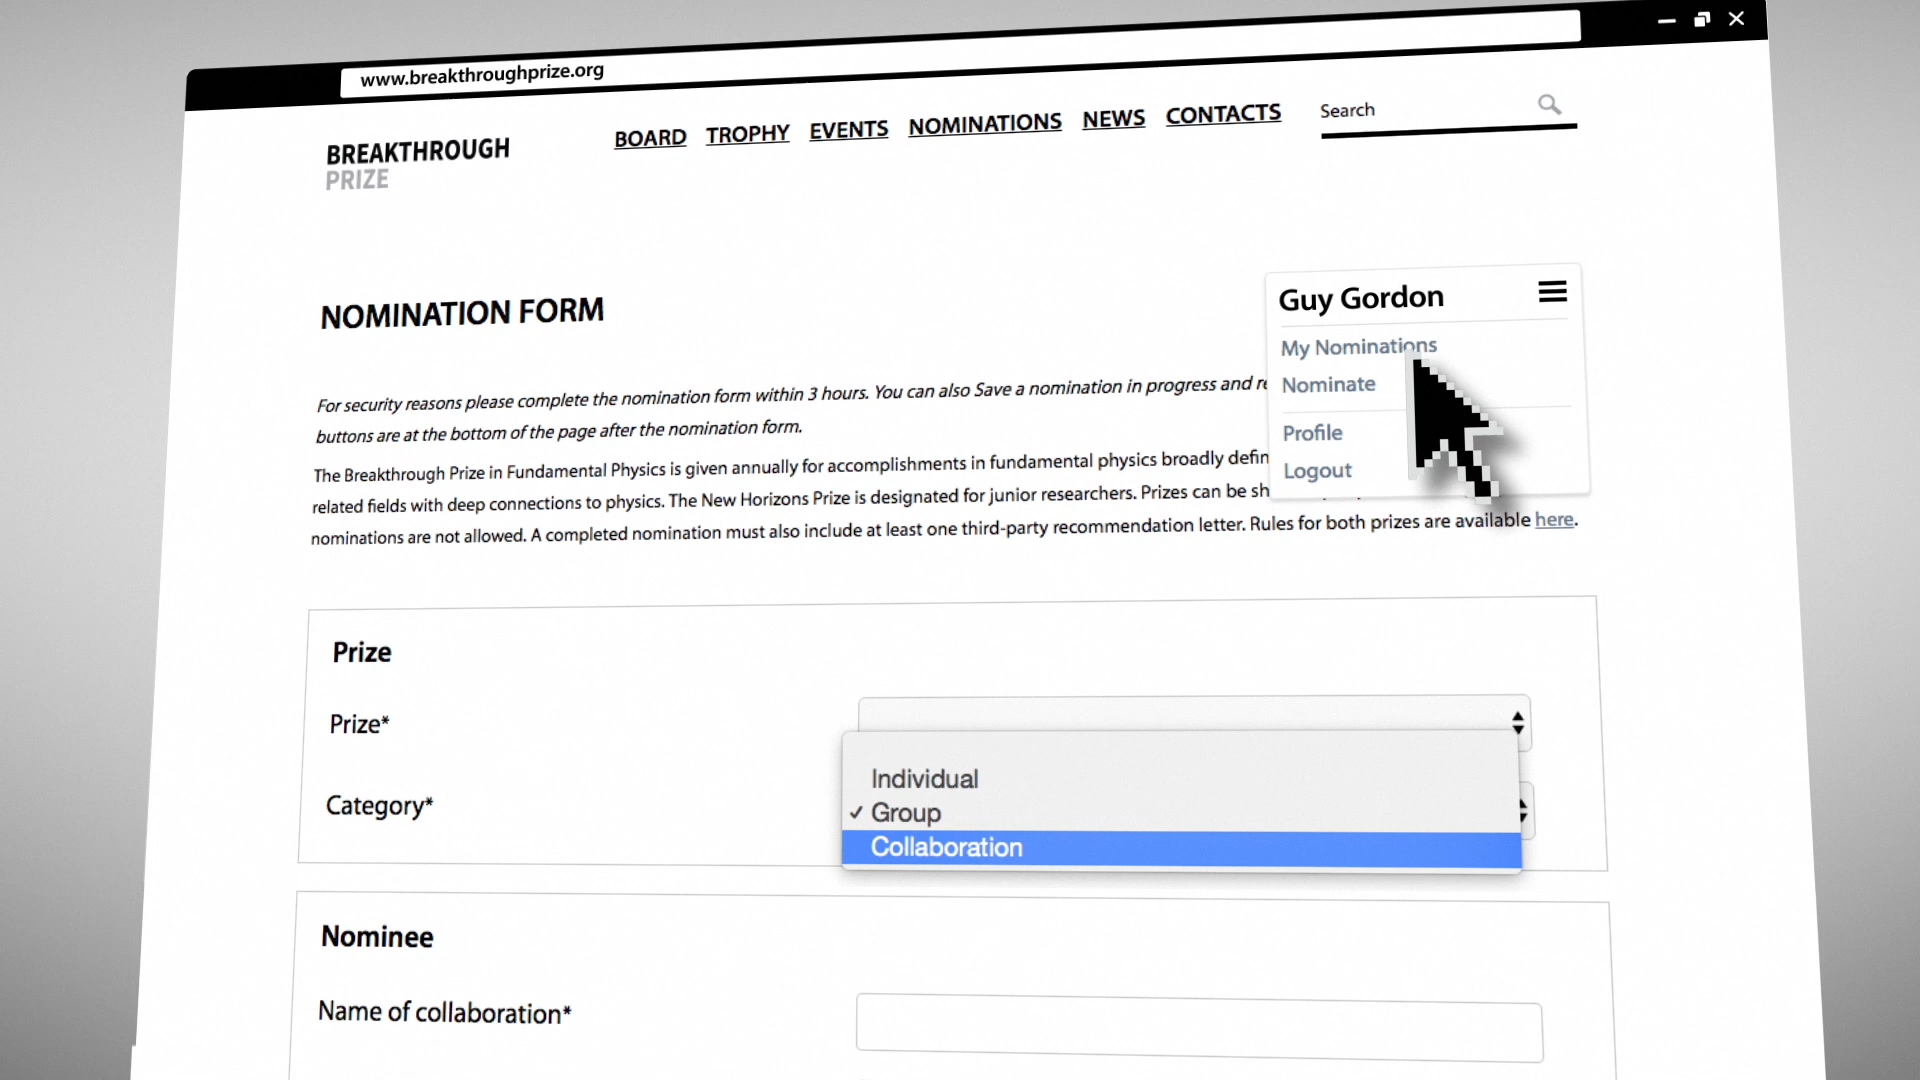 www.breakthroughprize.org
BREAKTHROUGH
PRIZE
BOARD TROPHY EVENTS NOMINATIONS NEWS CONTACTS
Search
NOMINATION FORM
Guy Gordon
My Nominations
Nominate
Profile
Logout
For security reasons please complete the nomination form within 3 hours. You can also Save a nomination in progress and re
buttons are at the bottom of the page after the nomination form.
The Breakthrough Prize in Fundamental Physics is given annually for accomplishments in fundamental physics broadly defin
related fields with deep connections to physics. The New Horizons Prize is designated for junior researchers. Prizes can be sh
nominations are not allowed. A completed nomination must also include at least one third-party recommendation letter. Rules for both prizes are available here.
Prize
Prize*
Category*
Individual
✓ Group
Collaboration
Nominee
Name of collaboration*